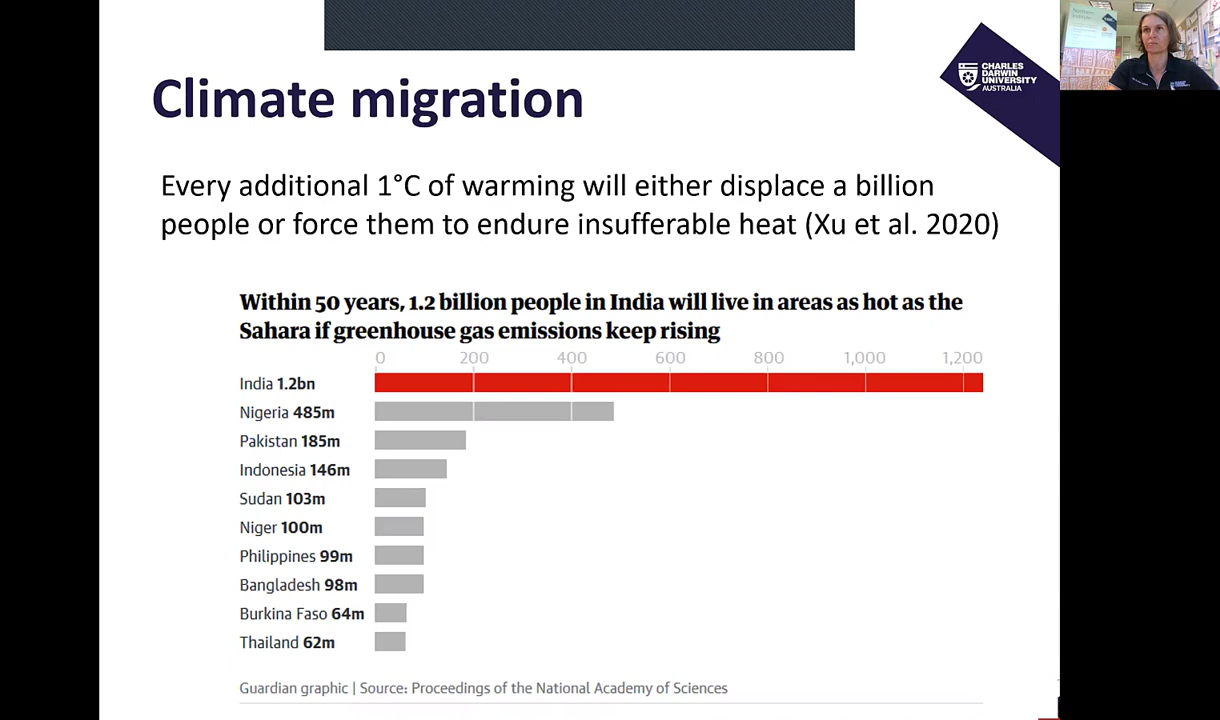 Climate migration
CHARLES
DARWIN
UNIVERSITY
AUSTRALIA
Every additional 1°C of warming will either displace a billion
people or force them to endure insufferable heat (Xu et al. 2020)
Within 50 years, 1.2 billion people in India will live in areas as hot as the
Sahara if greenhouse gas emissions keep rising
0 200 400 600 800 1,000 1,200
India 1.2bn
Nigeria 485m
Pakistan 185m
Indonesia 146m
Sudan 103m
Niger 100m
Philippines 99m
Bangladesh 98m
Burkina Faso 64m
Thailand 62m
Guardian graphic | Source: Proceedings of the National Academy of Sciences